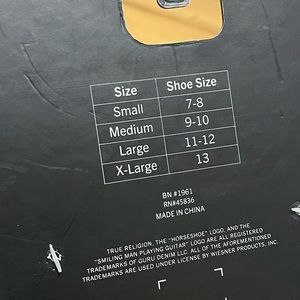 Size Shoe Size
Small 7-8
Medium 9-10
Large 11-12
X-Large 13
BN #1961
RN#45836
MADE IN CHINA
TRUE RELIGION, THE "HORSESHOE" LOGO, AND THE
"SMILING MAN PLAYING GUITAR" LOGO ARE ALL REGISTERED
TRADEMARKS OF GURU DENIM LLC. ALL OF THE AFOREMENTIONED
TRADEMARKS ARE USED UNDER LICENSE BY WIESNER PRODUCTS, INC.